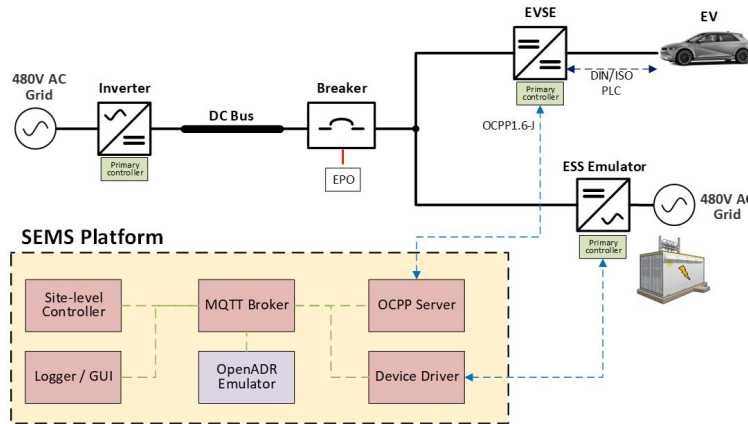 EVSE
EV
480V AC
Grid
Inverter
DC Bus
Breaker
DIN/ISO
PLC
Primary
controller
OCPP1.6-J
Primary
controller
EPO
ESS Emulator
480V AC
Grid
Primary
controller
SEMS Platform
Site-level
Controller
MQTT Broker
OCPP Server
Logger / GUI
OpenADR
Emulator
Device Driver